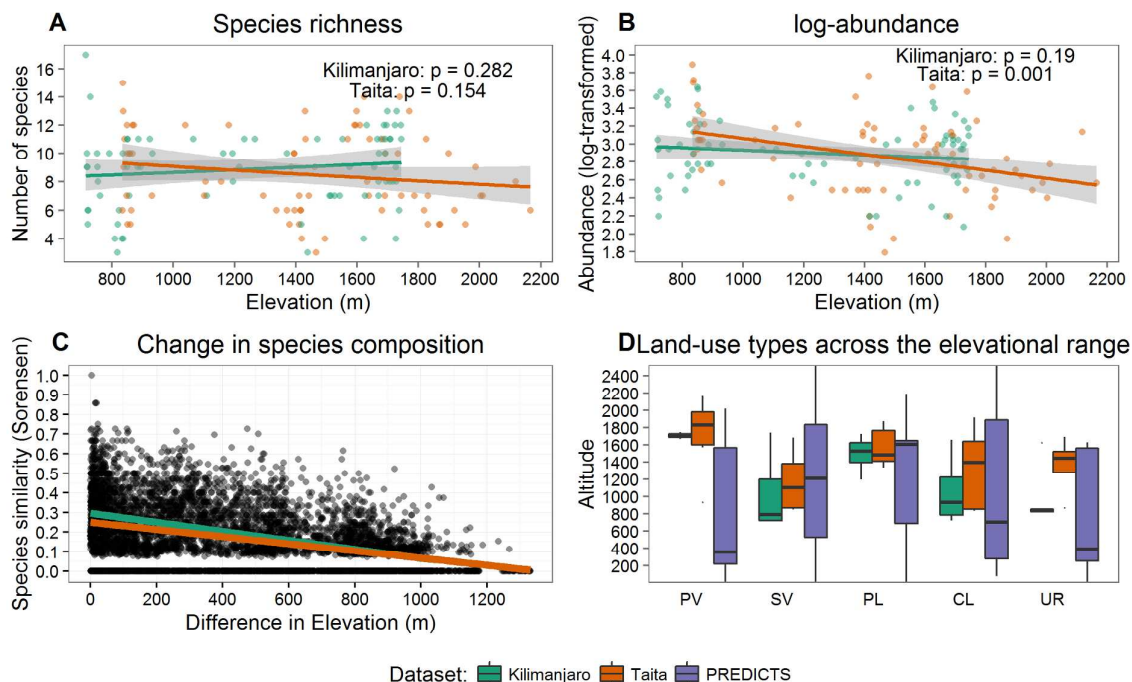 A Species richness
Number of species
16
14
12
10
8
6
4
Kilimanjaro: p = 0.282
Taita: p = 0.154
800 1000 1200 1400 1600 1800 2000 2200
Elevation (m)
B log-abundance
Abundance (log-transformed)
4.0
3.8
3.6
3.4
3.2
3.0
2.8
2.6
2.4
2.2
2.0
1.8
Kilimanjaro: p = 0.19
Taita: p = 0.001
800 1000 1200 1400 1600 1800 2000 2200
Elevation (m)
C Change in species composition
Species similarity (Sorensen)
1.0
0.9
0.8
0.7
0.6
0.5
0.4
0.3
0.2
0.1
0.0
0 200 400 600 800 1000 1200
Difference in Elevation (m)
D Land-use types across the elevational range
Altitude
2400
2200
2000
1800
1600
1400
1200
1000
800
600
400
200
PV SV PL CL UR
Dataset: Kilimanjaro Taita PREDICTS